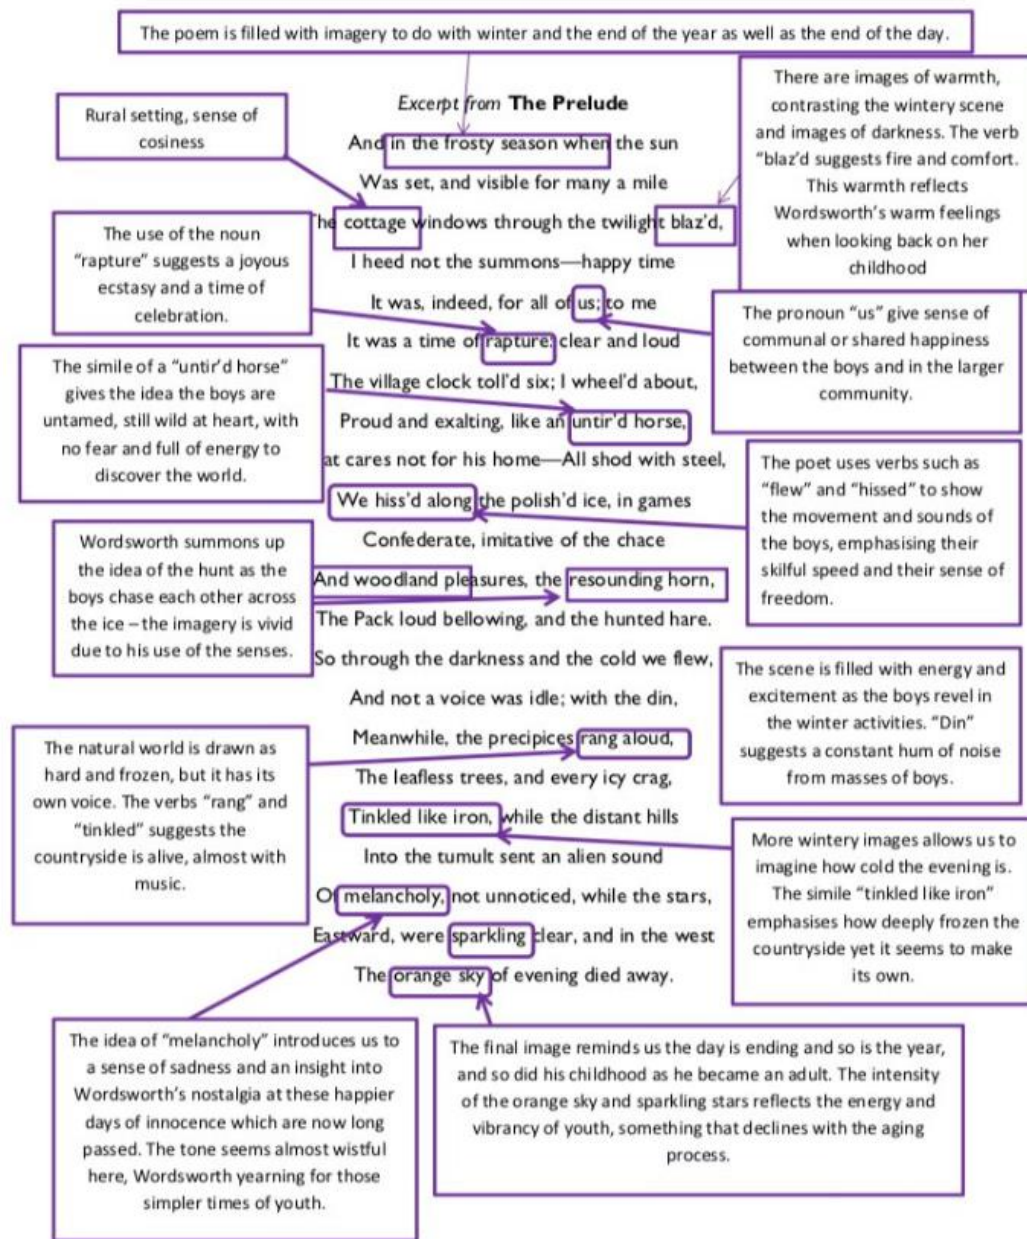 The poem is filled with imagery to do with winter and the end of the year as well as the end of the day.
Rural setting, sense of
cosiness
The use of the noun
“rapture” suggests a joyous
ecstasy and a time of
celebration.
The simile of a “untir’d horse”
gives the idea the boys are
untamed, still wild at heart, with
no fear and full of energy to
discover the world.
Wordsworth summons up
the idea of the hunt as the
boys chase each other across
the ice – the imagery is vivid
due to his use of the senses.
The natural world is drawn as
hard and frozen, but it has its
own voice. The verbs “rang” and
“tinkled” suggests the
countryside is alive, almost with
music.
Excerpt from The Prelude
And in the frosty season when the sun
Was set, and visible for many a mile
he cottage windows through the twilight blaz’d,
I heed not the summons—happy time
It was, indeed, for all of us; to me
It was a time of rapture: clear and loud
The village clock toll’d six; I wheel’d about,
Proud and exalting, like an untir’d horse,
at cares not for his home—All shod with steel,
We hiss’d along the polish’d ice, in games
Confederate, imitative of the chace
And woodland pleasures, the resounding horn,
The Pack loud bellowing, and the hunted hare.
So through the darkness and the cold we flew,
And not a voice was idle; with the din,
Meanwhile, the precipices rang aloud,
The leafless trees, and every icy crag,
Tinkled like iron, while the distant hills
Into the tumult sent an alien sound
Of melancholy, not unnoticed, while the stars,
Eastward, were sparkling clear, and in the west
The orange sky of evening died away.
There are images of warmth,
contrasting the wintery scene
and images of darkness. The verb
“blaz’d suggests fire and comfort.
This warmth reflects
Wordsworth’s warm feelings
when looking back on her
childhood
The pronoun “us” give sense of
communal or shared happiness
between the boys and in the larger
community.
The poet uses verbs such as
“flew” and “hissed” to show
the movement and sounds of
the boys, emphasising their
skilful speed and their sense of
freedom.
The scene is filled with energy and
excitement as the boys revel in
the winter activities. “Din”
suggests a constant hum of noise
from masses of boys.
More wintery images allows us to
imagine how cold the evening is.
The simile “tinkled like iron”
emphasises how deeply frozen the
countryside yet it seems to make
its own.
The idea of “melancholy” introduces us to
a sense of sadness and an insight into
Wordsworth’s nostalgia at these happier
days of innocence which are now long
passed. The tone seems almost wistful
here, Wordsworth yearning for those
simpler times of youth.
The final image reminds us the day is ending and so is the year,
and so did his childhood as he became an adult. The intensity
of the orange sky and sparkling stars reflects the energy and
vibrancy of youth, something that declines with the aging
process.